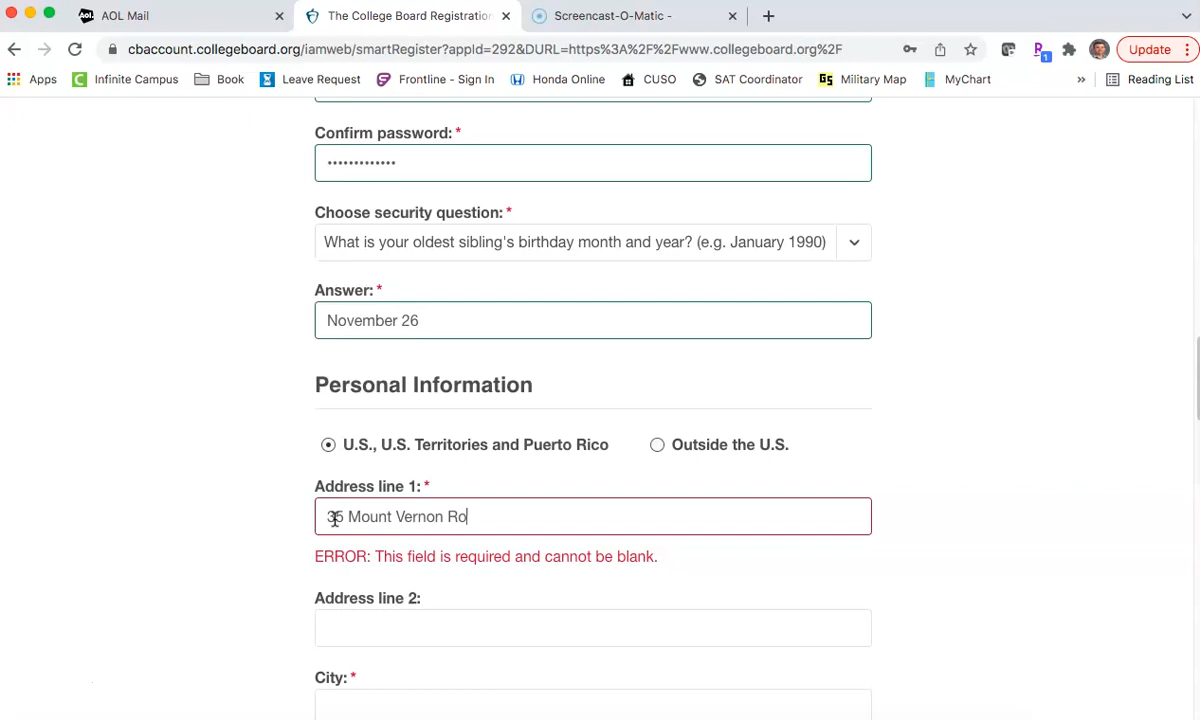 Aol. AOL Mail
The College Board Registration
Screencast-O-Matic -
cbaccount.collegeboard.org/iamweb/smartRegister?appId=292&DURL=https%3A%2F%2Fwww.collegeboard.org%2F
Update
Apps Infinite Campus Book Leave Request Frontline - Sign In Honda Online CUSO SAT Coordinator Military Map MyChart » Reading List
Confirm password: *
•••••••••••••
Choose security question: *
What is your oldest sibling's birthday month and year? (e.g. January 1990)
Answer: *
November 26
Personal Information
U.S., U.S. Territories and Puerto Rico
Outside the U.S.
Address line 1: *
35 Mount Vernon Ro
ERROR: This field is required and cannot be blank.
Address line 2:
City: *